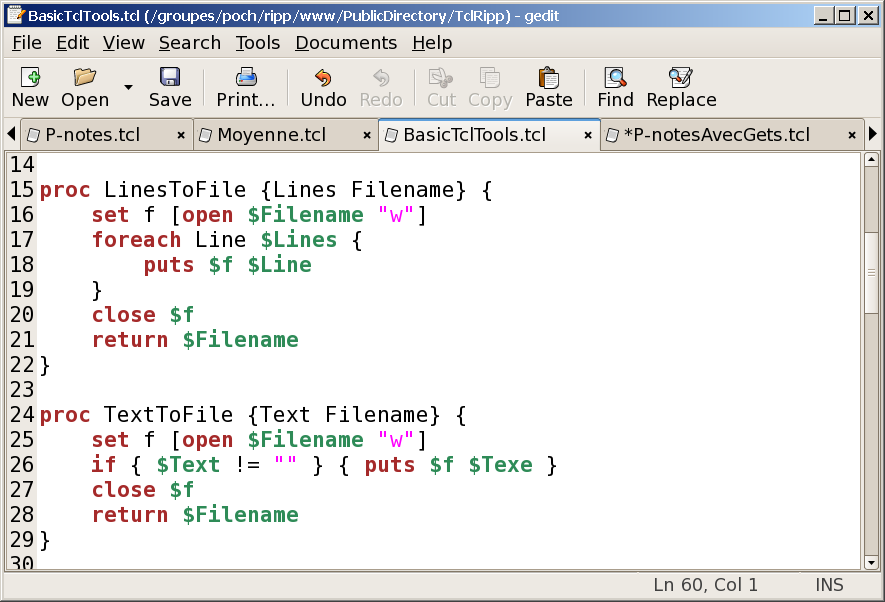 BasicTclTools.tcl (/groupes/poch/ripp/www/PublicDirectory/TclRipp) - gedit
File Edit View Search Tools Documents Help
New Open Save Print... Undo Redo Cut Copy Paste Find Replace
P-notes.tcl × Moyenne.tcl × BasicTclTools.tcl × *P-notesAvecGets.tcl ×
14
15 proc LinesToFile {Lines Filename} {
16     set f [open $Filename "w"]
17     foreach Line $Lines {
18         puts $f $Line
19     }
20     close $f
21     return $Filename
22 }
23
24 proc TextToFile {Text Filename} {
25     set f [open $Filename "w"]
26     if { $Text != "" } { puts $f $Texe }
27     close $f
28     return $Filename
29 }
30
Ln 60, Col 1 INS